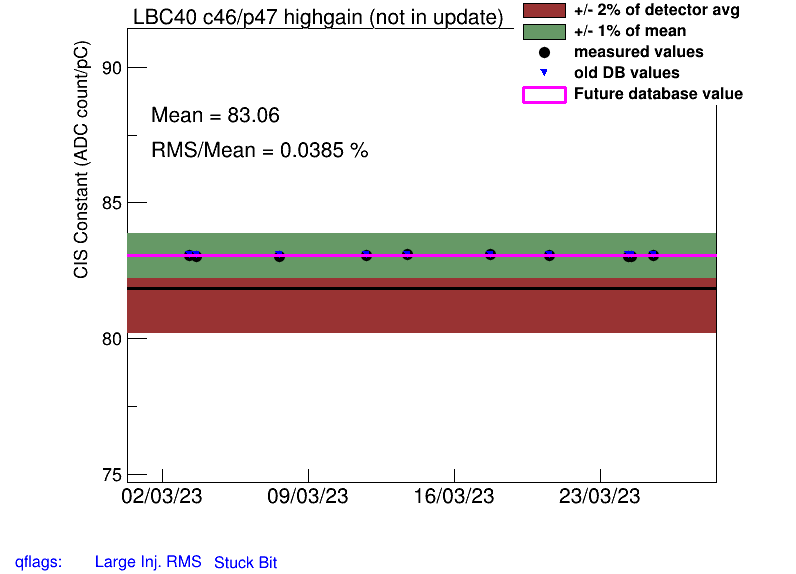 LBC40 c46/p47 highgain (not in update)
+/- 2% of detector avg
+/- 1% of mean
measured values
old DB values
Future database value
CIS Constant (ADC count/pC)
90
85
80
75
Mean = 83.06
RMS/Mean = 0.0385 %
02/03/23 09/03/23 16/03/23 23/03/23
qflags: Large Inj. RMS Stuck Bit